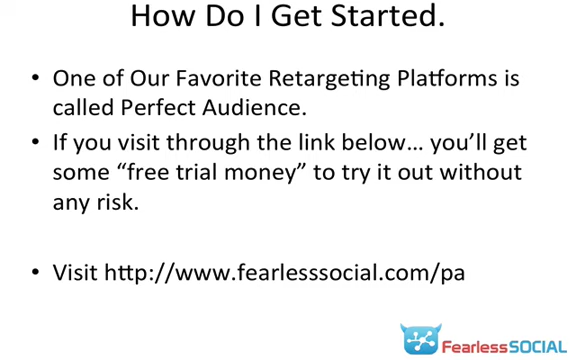 How Do I Get Started.
• One of Our Favorite Retargeting Platforms is
called Perfect Audience.
• If you visit through the link below... you'll get
some “free trial money” to try it out without
any risk.
• Visit http://www.fearlesssocial.com/pa
FearlessSOCIAL